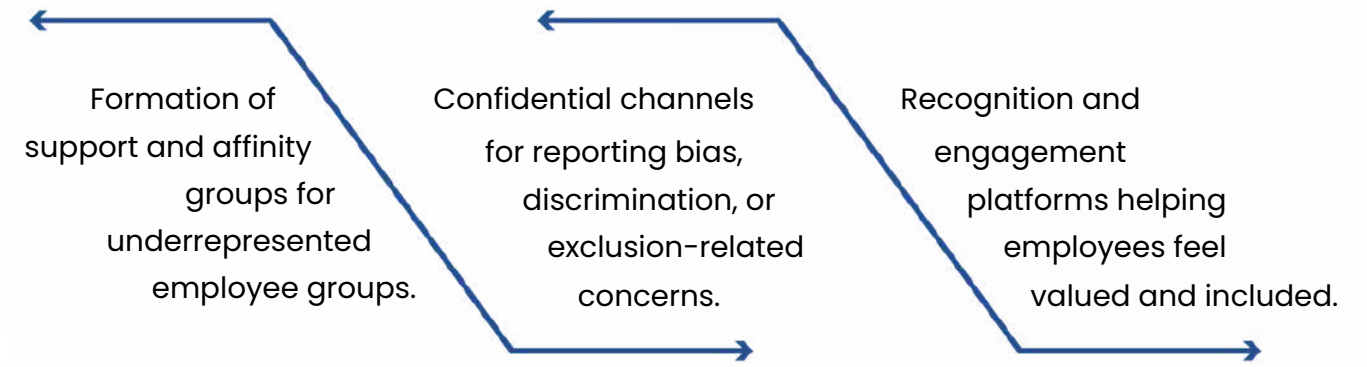 Formation of
support and affinity
groups for
underrepresented
employee groups.
Confidential channels
for reporting bias,
discrimination, or
exclusion-related
concerns.
Recognition and
engagement
platforms helping
employees feel
valued and included.